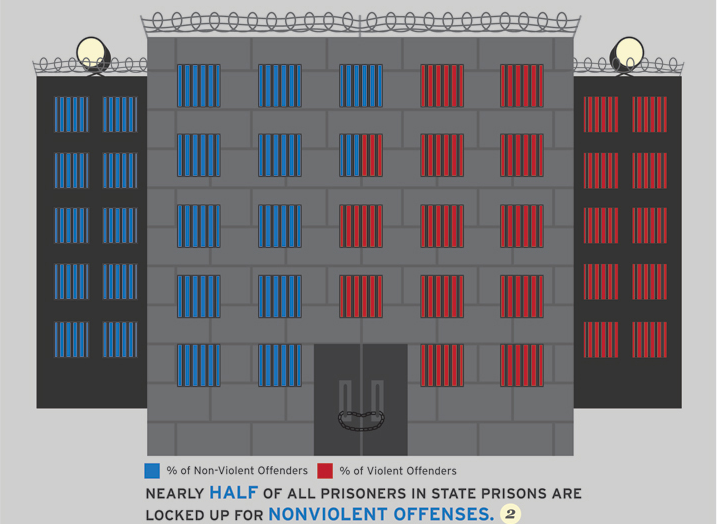 % of Non-Violent Offenders % of Violent Offenders
NEARLY HALF OF ALL PRISONERS IN STATE PRISONS ARE
LOCKED UP FOR NONVIOLENT OFFENSES. 2